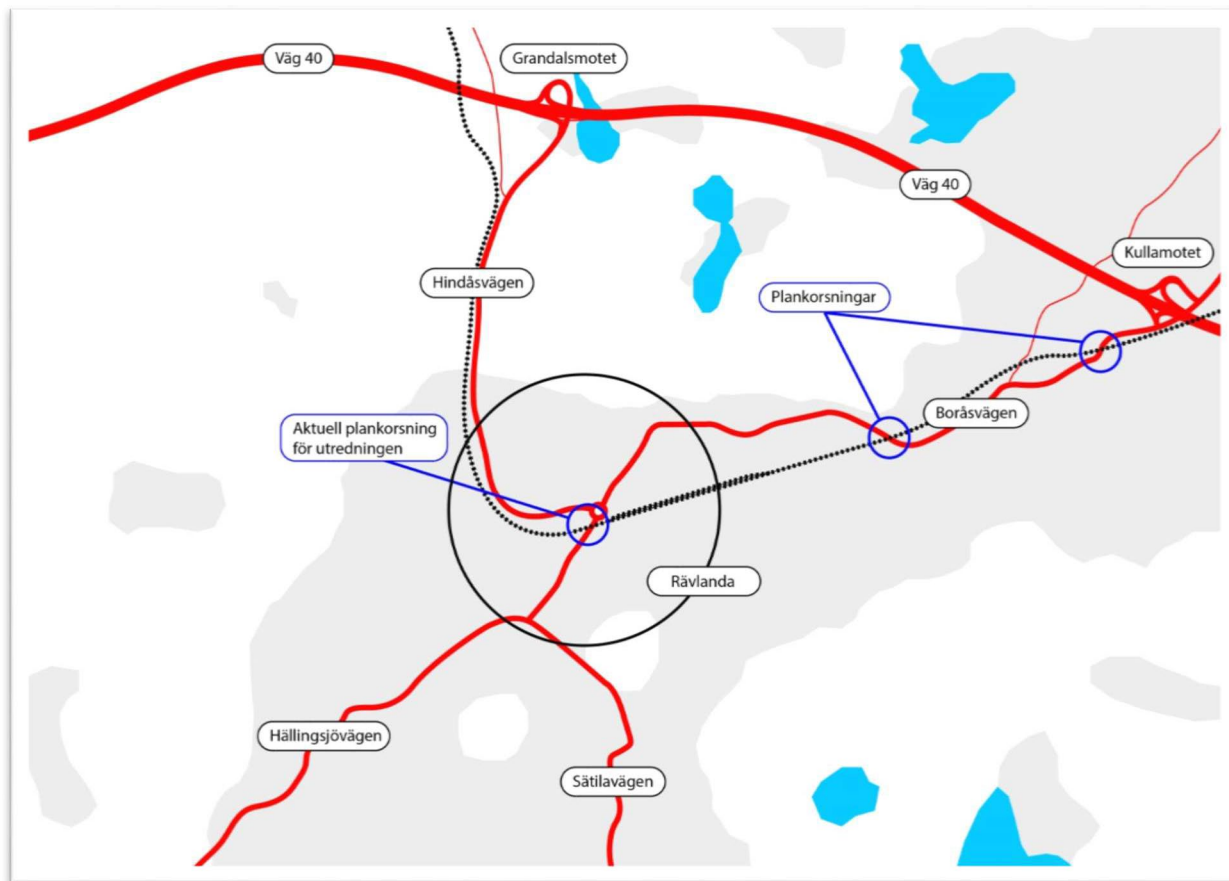 Väg 40
Grandalsmotet
Väg 40
Kullamotet
Hindåsvägen
Plankorsningar
Boråsvägen
Aktuell plankorsning
för utredningen
Rävlanda
Hällingsjövägen
Sätilavägen